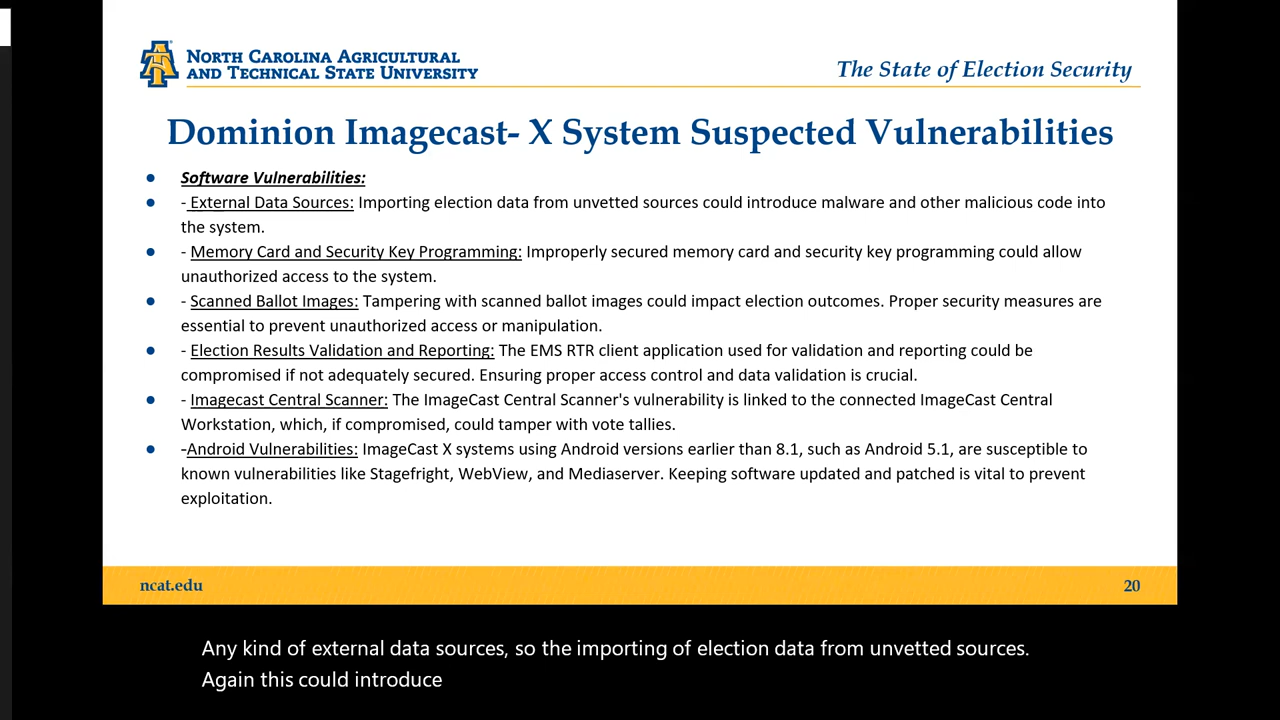 NORTH CAROLINA AGRICULTURAL
AND TECHNICAL STATE UNIVERSITY
The State of Election Security
Dominion Imagecast- X System Suspected Vulnerabilities
● Software Vulnerabilities:
● - External Data Sources: Importing election data from unvetted sources could introduce malware and other malicious code into
the system.
● - Memory Card and Security Key Programming: Improperly secured memory card and security key programming could allow
unauthorized access to the system.
● - Scanned Ballot Images: Tampering with scanned ballot images could impact election outcomes. Proper security measures are
essential to prevent unauthorized access or manipulation.
● - Election Results Validation and Reporting: The EMS RTR client application used for validation and reporting could be
compromised if not adequately secured. Ensuring proper access control and data validation is crucial.
● - Imagecast Central Scanner: The ImageCast Central Scanner's vulnerability is linked to the connected ImageCast Central
Workstation, which, if compromised, could tamper with vote tallies.
● -Android Vulnerabilities: ImageCast X systems using Android versions earlier than 8.1, such as Android 5.1, are susceptible to
known vulnerabilities like Stagefright, WebView, and Mediaserver. Keeping software updated and patched is vital to prevent
exploitation.
ncat.edu
20
Any kind of external data sources, so the importing of election data from unvetted sources.
Again this could introduce